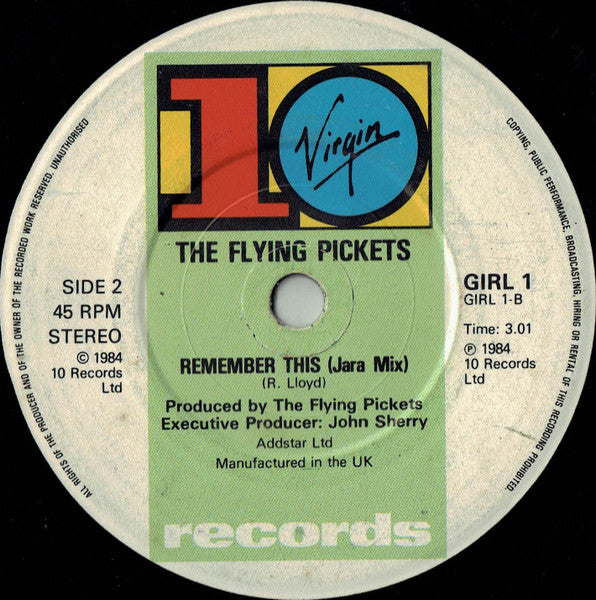 10 Virgin
THE FLYING PICKETS
SIDE 2
45 RPM
STEREO
© 1984
10 Records
Ltd
GIRL 1
GIRL 1-B
Time: 3.01
℗ 1984
10 Records
Ltd
REMEMBER THIS (Jara Mix)
(R. Lloyd)
Produced by The Flying Pickets
Executive Producer: John Sherry
Addstar Ltd
Manufactured in the UK
records
ALL RIGHTS OF THE PRODUCER AND OF THE OWNER OF THE RECORDED WORK RESERVED. UNAUTHORISED
COPYING, PUBLIC PERFORMANCE, BROADCASTING, HIRING OR RENTAL OF THIS RECORDING PROHIBITED.